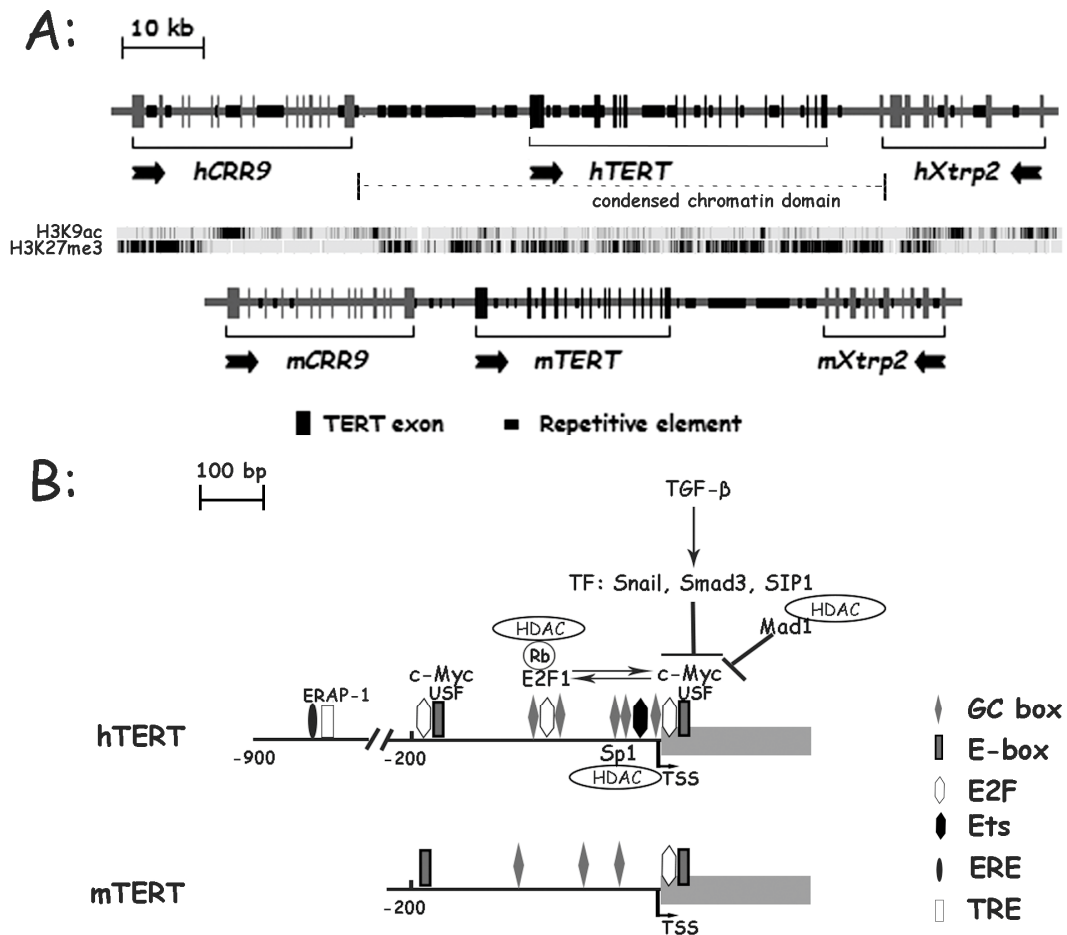 A:
10 kb
hCRR9
hTERT
hXtrp2
condensed chromatin domain
H3K9ac
H3K27me3
mCRR9
mTERT
mXtrp2
TERT exon
Repetitive element
B:
100 bp
TGF-β
TF: Snail, Smad3, SIP1
HDAC
Mad1
HDAC
Rb
E2F1
c-Myc
USF
c-Myc
USF
ERAP-1
hTERT
-900
-200
Sp1
HDAC
TSS
GC box
E-box
E2F
Ets
ERE
TRE
mTERT
-200
TSS